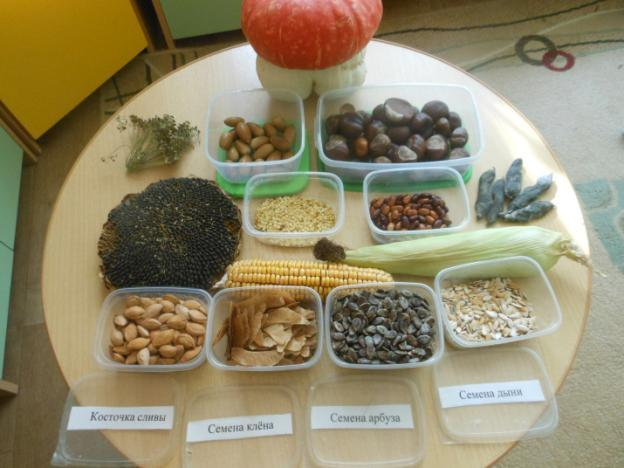 Косточка сливы
Семена клёна
Семена арбуза
Семена дыни